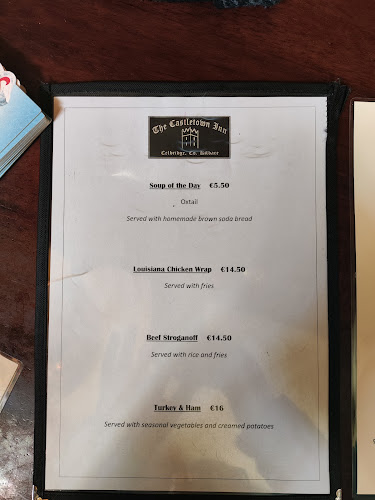 The Castletown Inn
Celbridge, Co. Kildare
Soup of the Day €5.50
Oxtail
Served with homemade brown soda bread
Louisiana Chicken Wrap €14.50
Served with fries
Beef Stroganoff €14.50
Served with rice and fries
Turkey & Ham €16
Served with seasonal vegetables and creamed potatoes